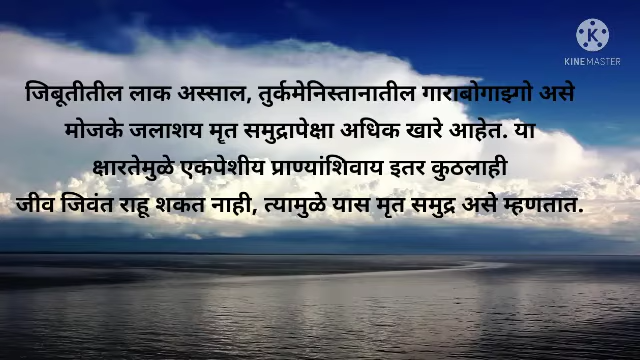 K
KINEMASTER
जिबूतीतील लाक अस्साल, तुर्कमेनिस्तानातील गाराबोगाझ्गो असे
मोजके जलाशय मृत समुद्रापेक्षा अधिक खारे आहेत. या
क्षारतेमुळे एकपेशीय प्राण्यांशिवाय इतर कुठलाही
जीव जिवंत राहू शकत नाही, त्यामुळे यास मृत समुद्र असे म्हणतात.